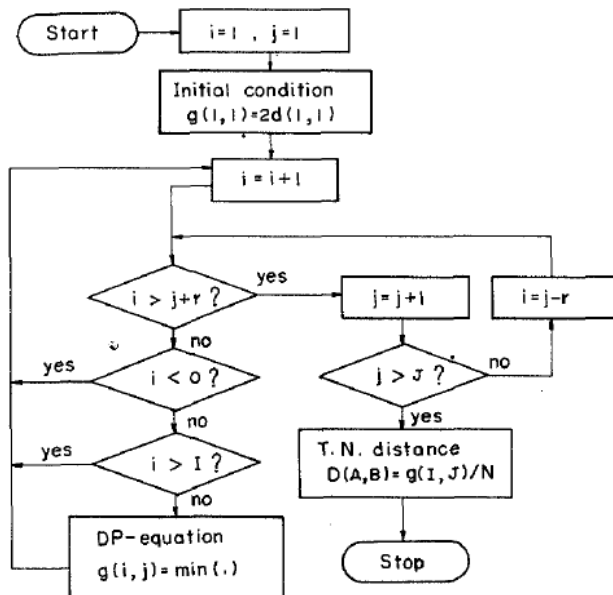 Start
i=1 , j=1
Initial condition
g(1,1)=2d(1,1)
i=i+1
i > j+r ?
yes
j=j+1
i=j-r
no
i < 0 ?
yes
no
j > J ?
no
yes
i > I ?
yes
no
T. N. distance
D(A,B)= g(I,J)/N
DP-equation
g(i,j)=min(.)
Stop